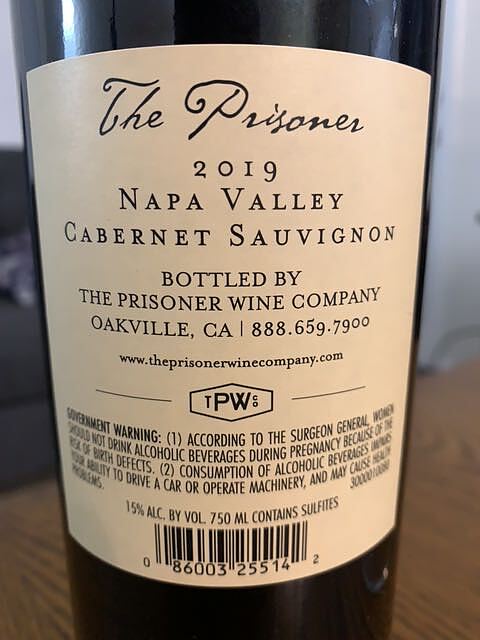 The Prisoner
2019
NAPA VALLEY
CABERNET SAUVIGNON
BOTTLED BY
THE PRISONER WINE COMPANY
OAKVILLE, CA | 888.659.7900
www.theprisonerwinecompany.com
TPWCO
GOVERNMENT WARNING: (1) ACCORDING TO THE SURGEON GENERAL, WOMEN
SHOULD NOT DRINK ALCOHOLIC BEVERAGES DURING PREGNANCY BECAUSE OF THE
RISK OF BIRTH DEFECTS. (2) CONSUMPTION OF ALCOHOLIC BEVERAGES IMPAIRS
YOUR ABILITY TO DRIVE A CAR OR OPERATE MACHINERY, AND MAY CAUSE HEALTH
PROBLEMS. 3000010080
15% ALC. BY VOL. 750 ML CONTAINS SULFITES
0 86003 25514 2